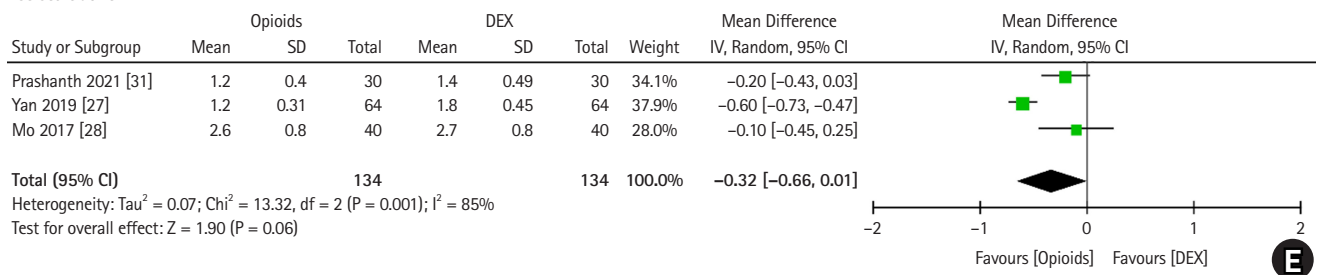 Opioids DEX Mean Difference Mean Difference
Study or Subgroup Mean SD Total Mean SD Total Weight IV, Random, 95% CI IV, Random, 95% CI
Prashanth 2021 [31] 1.2 0.4 30 1.4 0.49 30 34.1% −0.20 [−0.43, 0.03]
Yan 2019 [27] 1.2 0.31 64 1.8 0.45 64 37.9% −0.60 [−0.73, −0.47]
Mo 2017 [28] 2.6 0.8 40 2.7 0.8 40 28.0% −0.10 [−0.45, 0.25]
Total (95% CI) 134 134 100.0% −0.32 [−0.66, 0.01]
Heterogeneity: Tau² = 0.07; Chi² = 13.32, df = 2 (P = 0.001); I² = 85%
Test for overall effect: Z = 1.90 (P = 0.06)
−2 −1 0 1 2
Favours [Opioids] Favours [DEX]
E